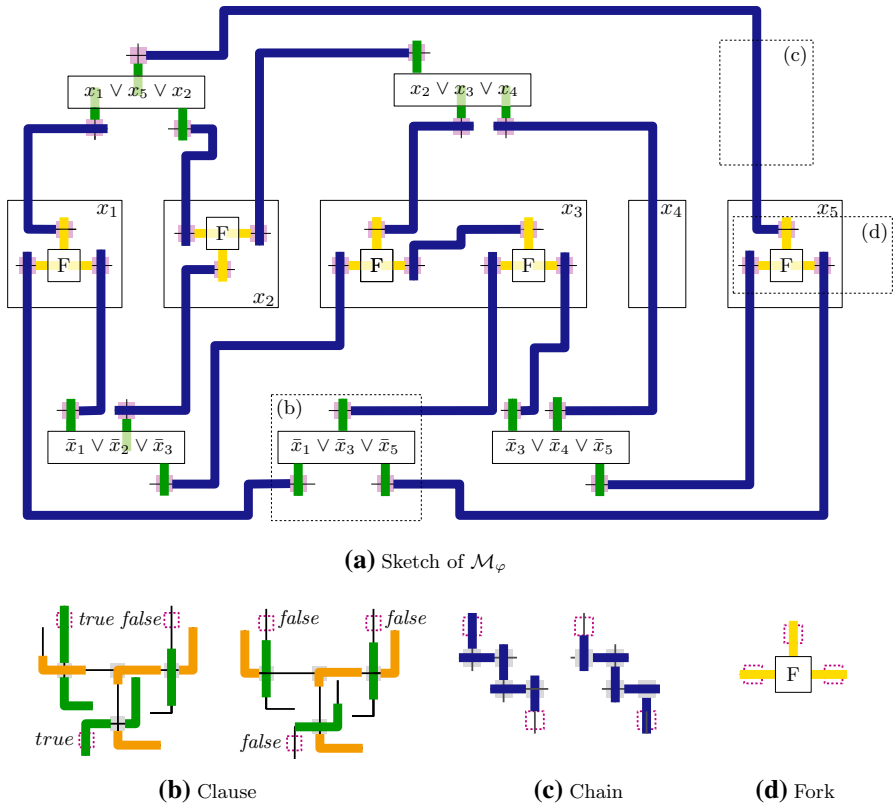 (c)
x₁ ∨ x₅ ∨ x₂
x₂ ∨ x₃ ∨ x₄
x₁
x₃
x₄
x₅
F
(d)
F
F
F
F
x₂
(b)
x̄₁ ∨ x̄₂ ∨ x̄₃
x̄₁ ∨ x̄₃ ∨ x̄₅
x̄₃ ∨ x̄₄ ∨ x̄₅
(a) Sketch of ℳ_φ
true false
false
false
true
false
F
(b) Clause
(c) Chain
(d) Fork